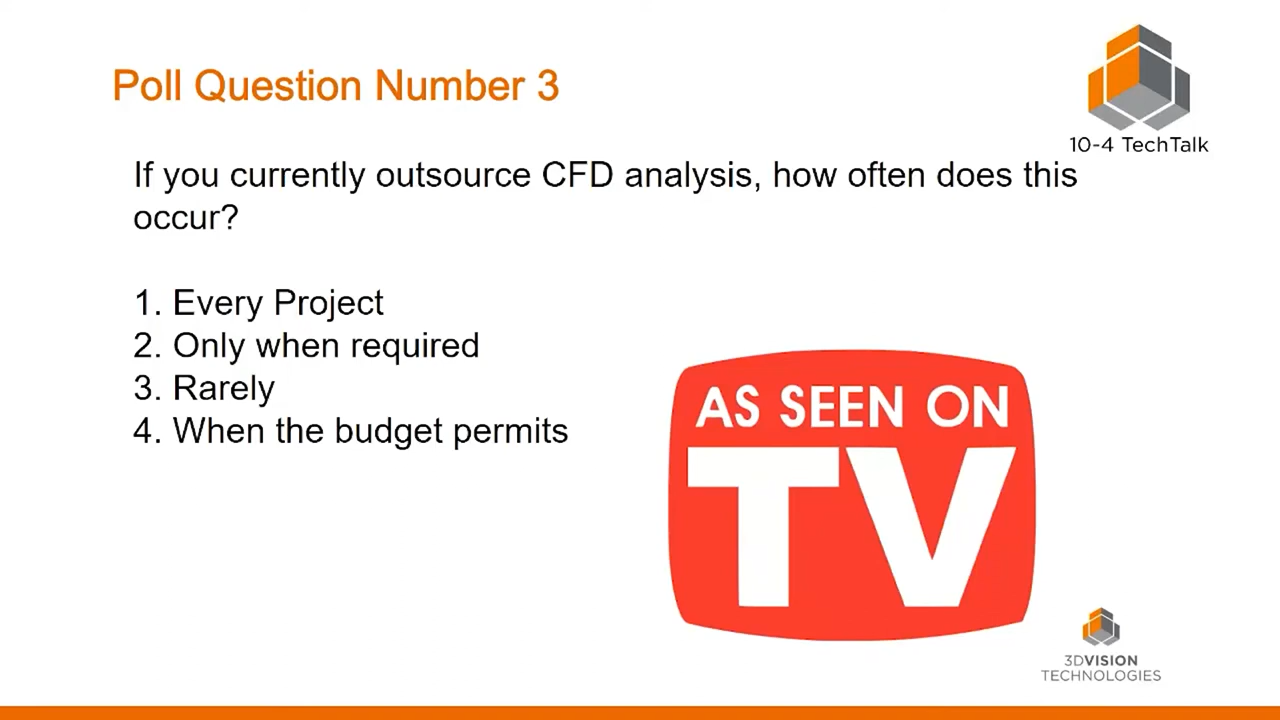 Poll Question Number 3
10-4 TechTalk
If you currently outsource CFD analysis, how often does this
occur?
1. Every Project
2. Only when required
3. Rarely
4. When the budget permits
AS SEEN ON
TV
3DVISION
TECHNOLOGIES